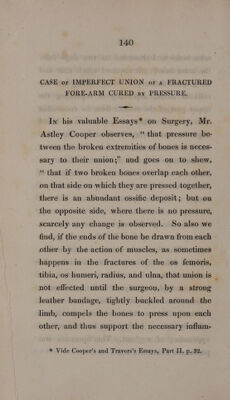 140
CASE OF IMPERFECT UNION OF A FRACTURED
FORE-ARM CURED BY PRESSURE.
IN his valuable Essays* on Surgery, Mr.
Astley Cooper observes, " that pressure be-
tween the broken extremities of bones is neces-
sary to their union;" and goes on to shew,
" that if two broken bones overlap each other,
on that side on which they are pressed together,
there is an abundant ossific deposit; but on
the opposite side, where there is no pressure,
scarcely any change is observed. So also we
find, if the ends of the bone be drawn from each
other by the action of muscles, as sometimes
happens in the fractures of the os femoris,
tibia, os humeri, radius, and ulna, that union is
not effected until the surgeon, by a strong
leather bandage, tightly buckled around the
limb, compels the bones to press upon each
other, and thus support the necessary inflam-
* Vide Cooper's and Travers's Essays, Part II. p. 32.